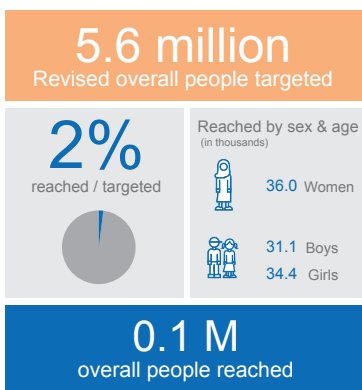 5.6 million
Revised overall people targeted
2%
reached / targeted
Reached by sex & age
(in thousands)
36.0 Women
31.1 Boys
34.4 Girls
0.1 M
overall people reached